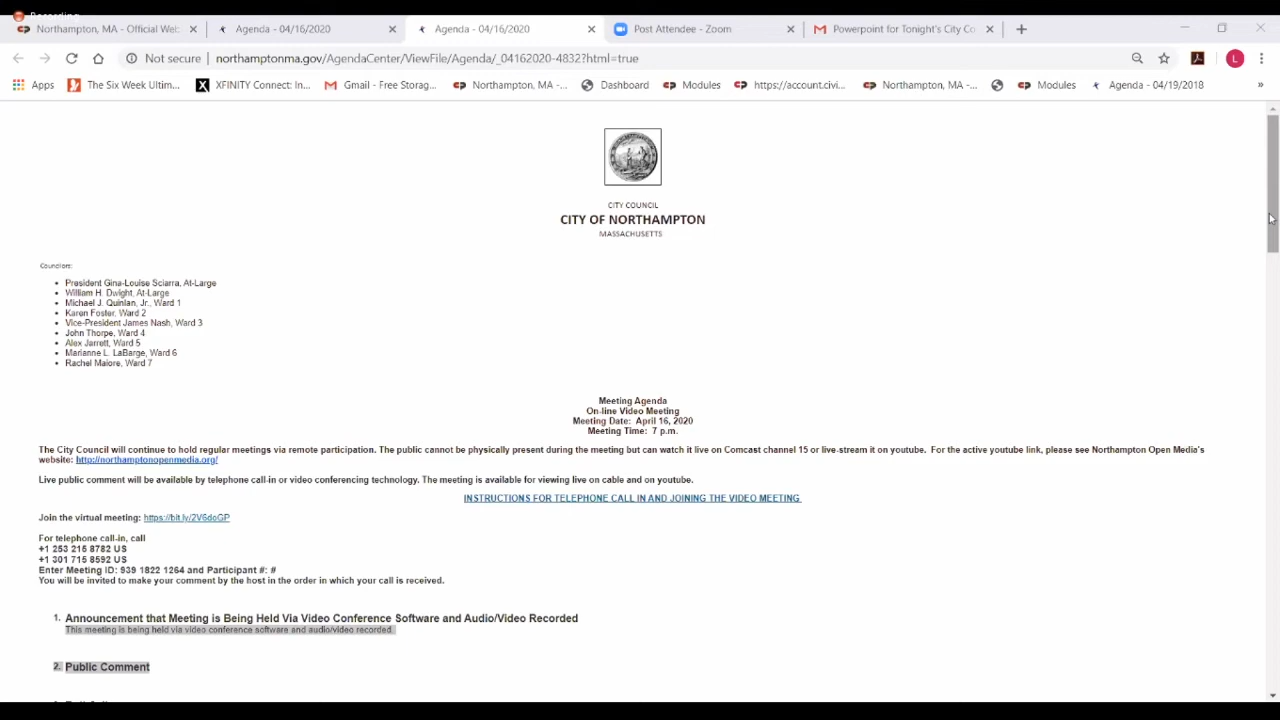 Recording
Northampton, MA - Official Web
Agenda - 04/16/2020
Agenda - 04/16/2020
Post Attendee - Zoom
Powerpoint for Tonight's City Co
Not secure | northamptonma.gov/AgendaCenter/ViewFile/Agenda/_04162020-4832?html=true
L
Apps
The Six Week Ultim...
XFINITY Connect: In...
Gmail - Free Storag...
Northampton, MA -...
Dashboard
Modules
https://account.civi...
Northampton, MA -...
Modules
Agenda - 04/19/2018
»
CITY COUNCIL
CITY OF NORTHAMPTON
MASSACHUSETTS
Councilors:
• President Gina-Louise Sciarra, At-Large
• William H. Dwight, At-Large
• Michael J. Quinlan, Jr., Ward 1
• Karen Foster, Ward 2
• Vice-President James Nash, Ward 3
• John Thorpe, Ward 4
• Alex Jarrett, Ward 5
• Marianne L. LaBarge, Ward 6
• Rachel Maiore, Ward 7
Meeting Agenda
On-line Video Meeting
Meeting Date: April 16, 2020
Meeting Time: 7 p.m.
The City Council will continue to hold regular meetings via remote participation. The public cannot be physically present during the meeting but can watch it live on Comcast channel 15 or live-stream it on youtube. For the active youtube link, please see Northampton Open Media's
website: http://northamptonopenmedia.org/
Live public comment will be available by telephone call-in or video conferencing technology. The meeting is available for viewing live on cable and on youtube.
INSTRUCTIONS FOR TELEPHONE CALL IN AND JOINING THE VIDEO MEETING
Join the virtual meeting: https://bit.ly/2V6doGP
For telephone call-in, call
+1 253 215 8782 US
+1 301 715 8592 US
Enter Meeting ID: 939 1822 1264 and Participant #: #
You will be invited to make your comment by the host in the order in which your call is received.
1. Announcement that Meeting is Being Held Via Video Conference Software and Audio/Video Recorded
This meeting is being held via video conference software and audio/video recorded.
2. Public Comment